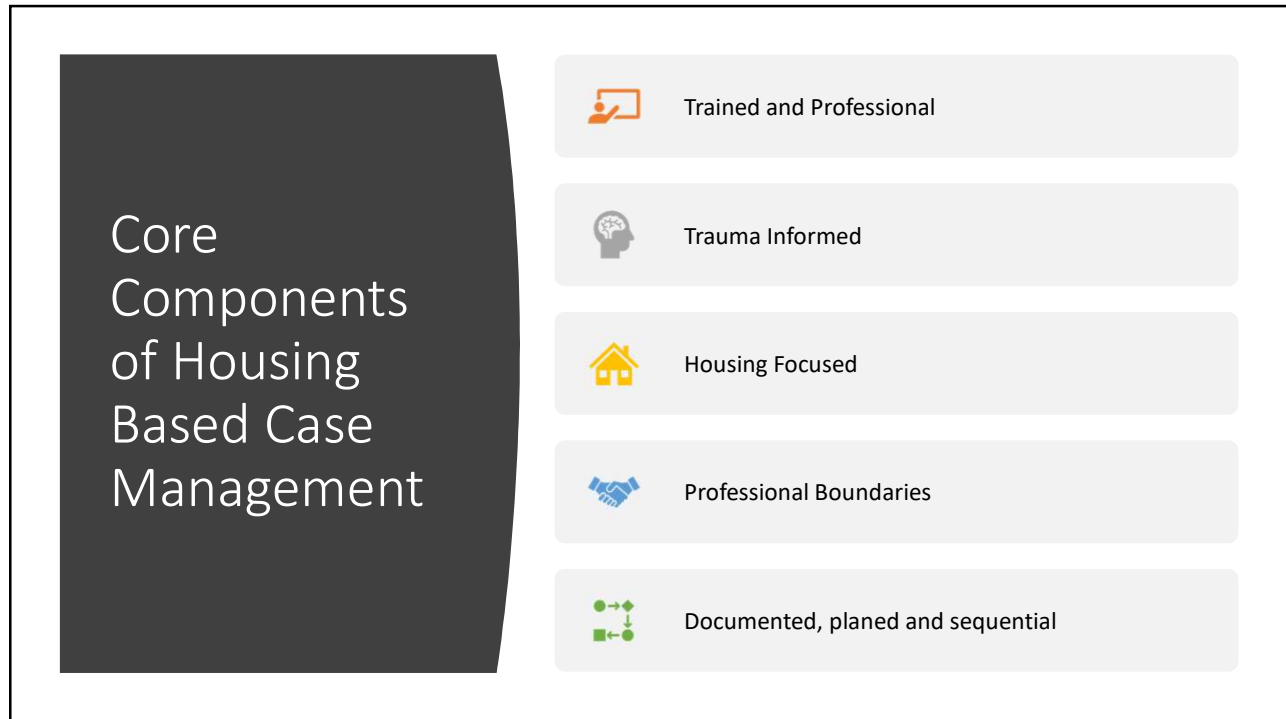 Core
Components
of Housing
Based Case
Management
Trained and Professional
Trauma Informed
Housing Focused
Professional Boundaries
Documented, planed and sequential